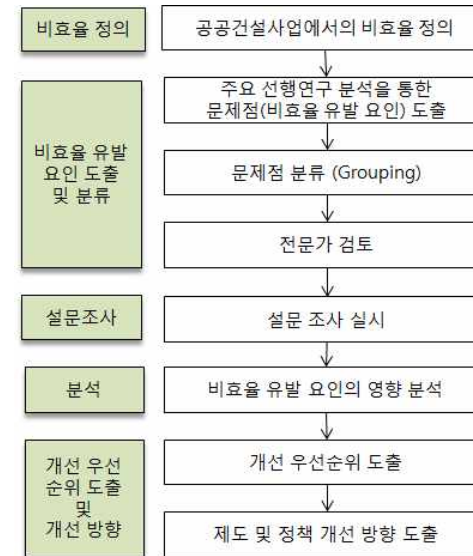 비효율 정의
공공건설사업에서의 비효율 정의
비효율 유발
요인 도출
및 분류
주요 선행연구 분석을 통한
문제점(비효율 유발 요인) 도출
문제점 분류 (Grouping)
전문가 검토
설문조사
설문 조사 실시
분석
비효율 유발 요인의 영향 분석
개선 우선
순위 도출
및
개선 방향
개선 우선순위 도출
제도 및 정책 개선 방향 도출